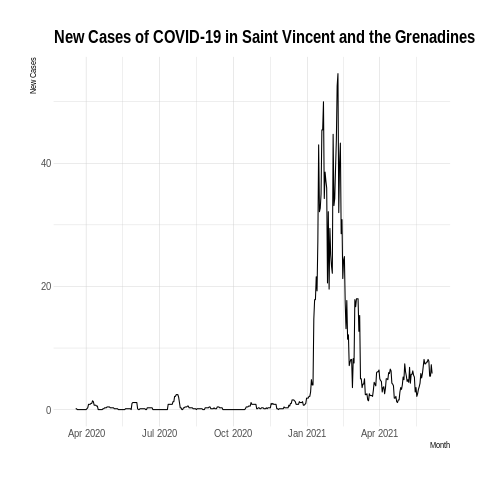 New Cases of COVID-19 in Saint Vincent and the Grenadines
New Cases
40
20
0
Apr 2020 Jul 2020 Oct 2020 Jan 2021 Apr 2021
Month